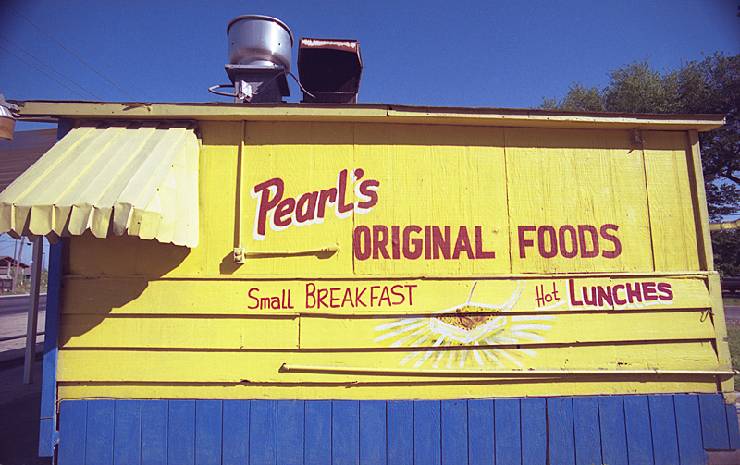 Pearl's
ORIGINAL FOODS
Small BREAKFAST Hot LUNCHES